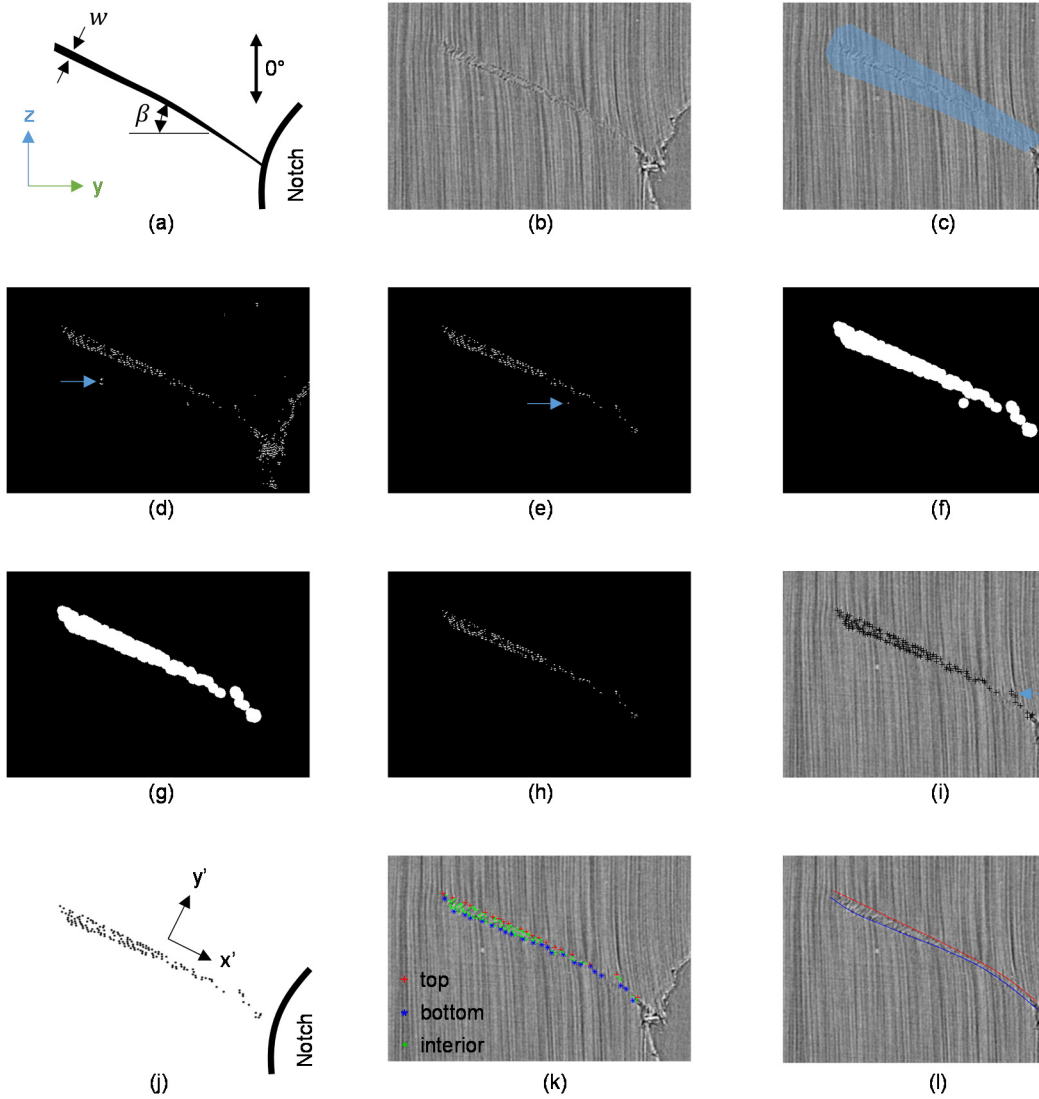 w
0°
β
z
y
Notch
(a)
(b)
(c)
(d)
(e)
(f)
(g)
(h)
(i)
y'
x'
Notch
(j)
top
bottom
interior
(k)
(l)